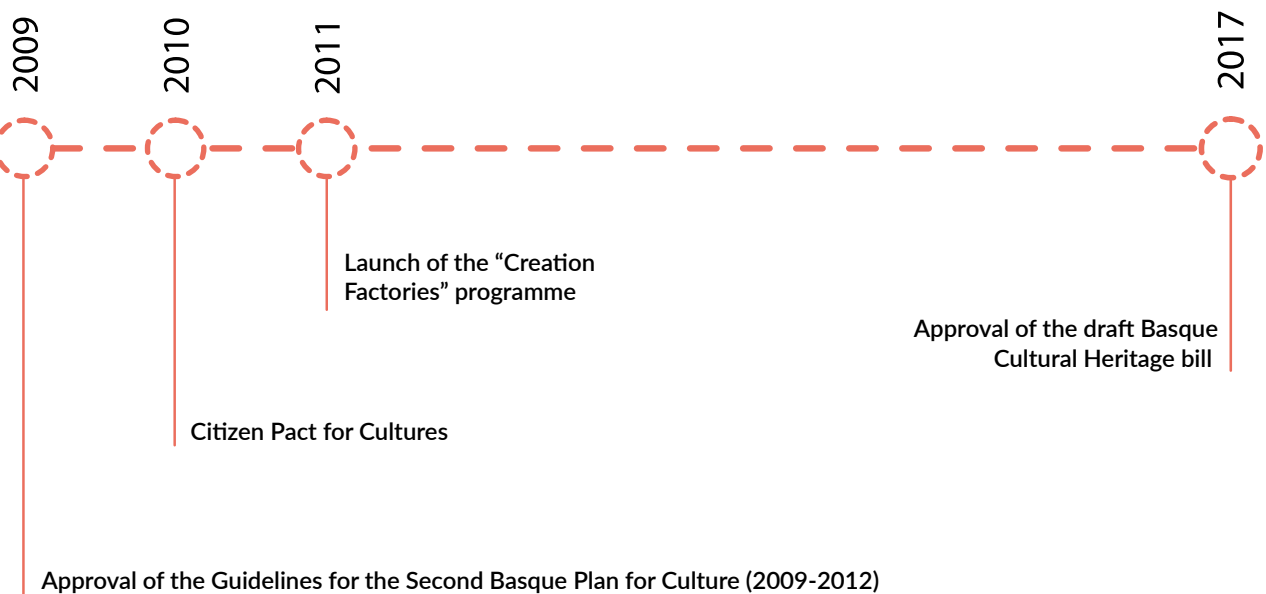 2009
2010
2011
2017
Launch of the “Creation
Factories” programme
Approval of the draft Basque
Cultural Heritage bill
Citizen Pact for Cultures
Approval of the Guidelines for the Second Basque Plan for Culture (2009-2012)